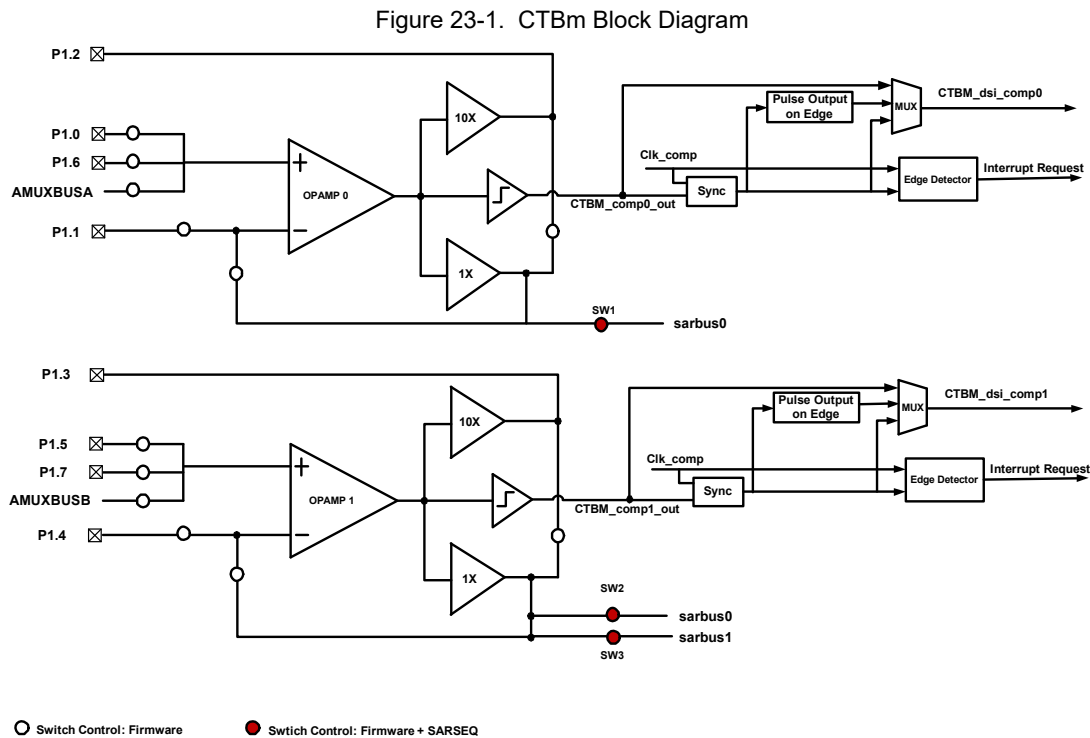 Figure 23-1. CTBm Block Diagram
P1.2
P1.0
P1.6
AMUXBUSA
P1.1
+
−
OPAMP 0
10X
1X
CTBM_comp0_out
Clk_comp
Sync
Pulse Output
on Edge
MUX
CTBM_dsi_comp0
Edge Detector
Interrupt Request
SW1
sarbus0
P1.3
P1.5
P1.7
AMUXBUSB
P1.4
+
−
OPAMP 1
10X
1X
CTBM_comp1_out
Clk_comp
Sync
Pulse Output
on Edge
MUX
CTBM_dsi_comp1
Edge Detector
Interrupt Request
SW2
sarbus0
sarbus1
SW3
Switch Control: Firmware
Swtich Control: Firmware + SARSEQ